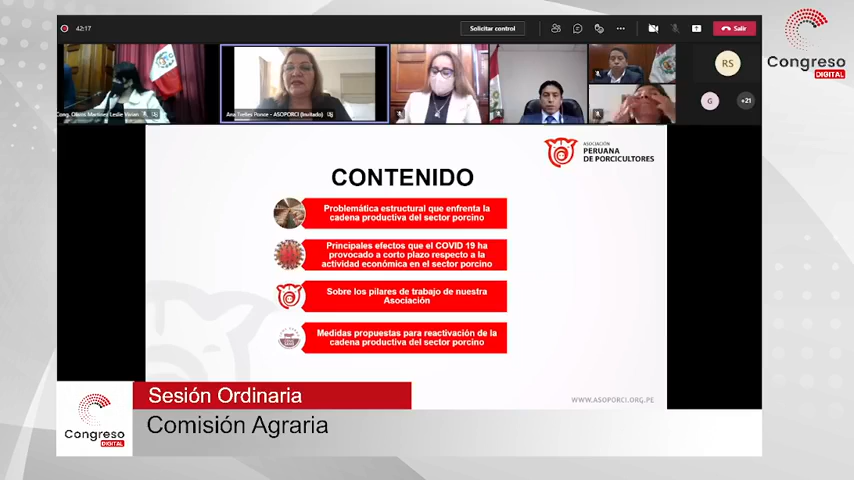 42:17
Solicitar control
Salir
Congreso
DIGITAL
RS
G
+21
Ana Trelles Ponce - ASOPORCI (Invitado)
ASOCIACIÓN
PERUANA
DE PORCICULTORES
CONTENIDO
Problemática estructural que enfrenta la
cadena productiva del sector porcino
Principales efectos que el COVID 19 ha
provocado a corto plazo respecto a la
actividad económica en el sector porcino
Sobre los pilares de trabajo de nuestra
Asociación
Medidas propuestas para reactivación de la
cadena productiva del sector porcino
WWW.ASOPORCI.ORG.PE
Sesión Ordinaria
Comisión Agraria
Congreso
DIGITAL